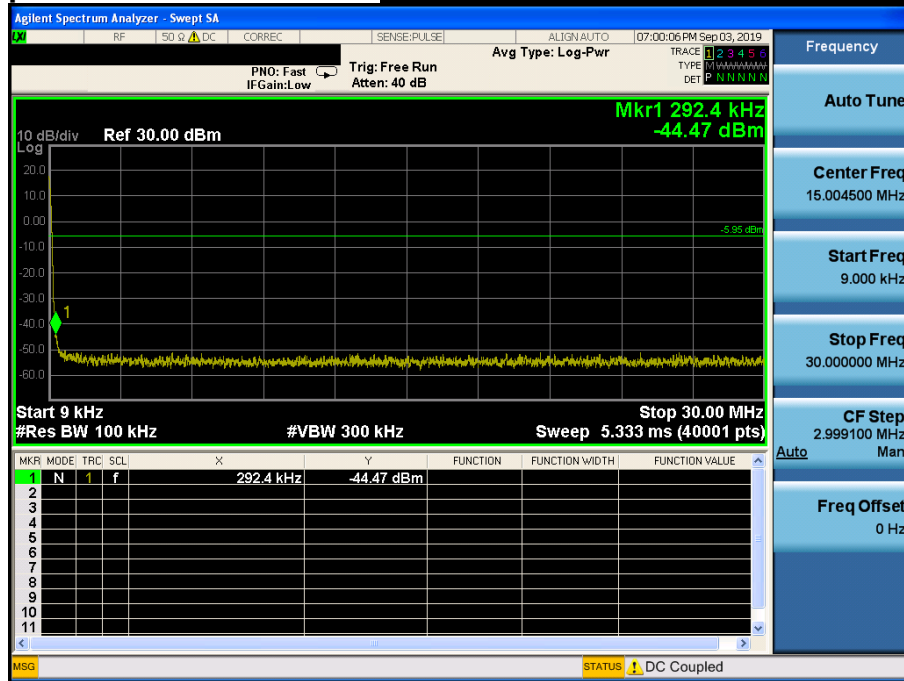 Agilent Spectrum Analyzer - Swept SA
LXI RF 50 Ω DC CORREC SENSE:PULSE ALIGN AUTO 07:00:06 PM Sep 03, 2019
Frequency
Avg Type: Log-Pwr TRACE 1 2 3 4 5 6
PNO: Fast Trig: Free Run TYPE M WWWWW
IFGain:Low Atten: 40 dB DET P N N N N N
Auto Tune
Mkr1 292.4 kHz
10 dB/div Ref 30.00 dBm -44.47 dBm
Log
20.0
10.0
0.00
-5.95 dBm
-10.0
-20.0
-30.0
1
-40.0
-50.0
-60.0
Center Freq
15.004500 MHz
Start Freq
9.000 kHz
Stop Freq
30.000000 MHz
Start 9 kHz Stop 30.00 MHz
#Res BW 100 kHz #VBW 300 kHz Sweep 5.333 ms (40001 pts)
CF Step
2.999100 MHz
Auto Man
MKR MODE TRC SCL X Y FUNCTION FUNCTION WIDTH FUNCTION VALUE
1 N 1 f 292.4 kHz -44.47 dBm
2
3
4
5
6
7
8
9
10
11
Freq Offset
0 Hz
MSG STATUS DC Coupled